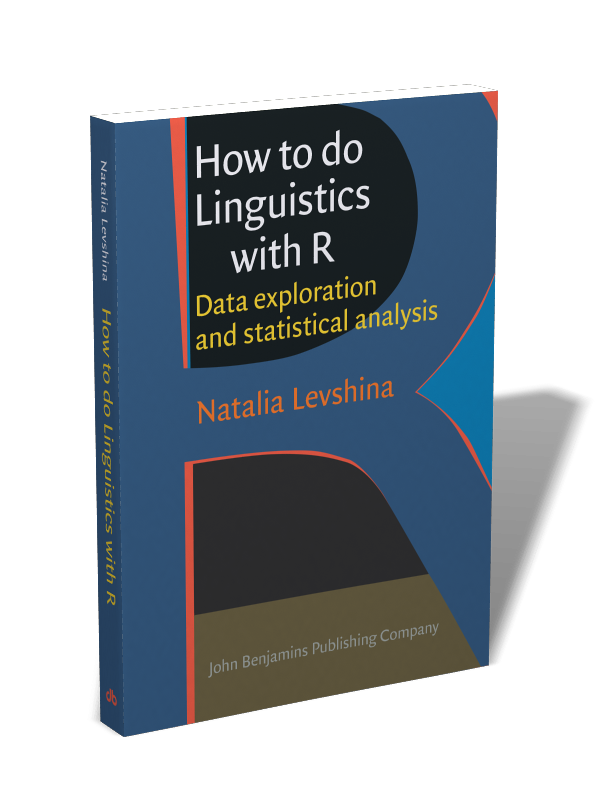 How to do
Linguistics
with R
Data exploration
and statistical analysis
Natalia Levshina
John Benjamins Publishing Company
Natalia Levshina
How to do Linguistics with R